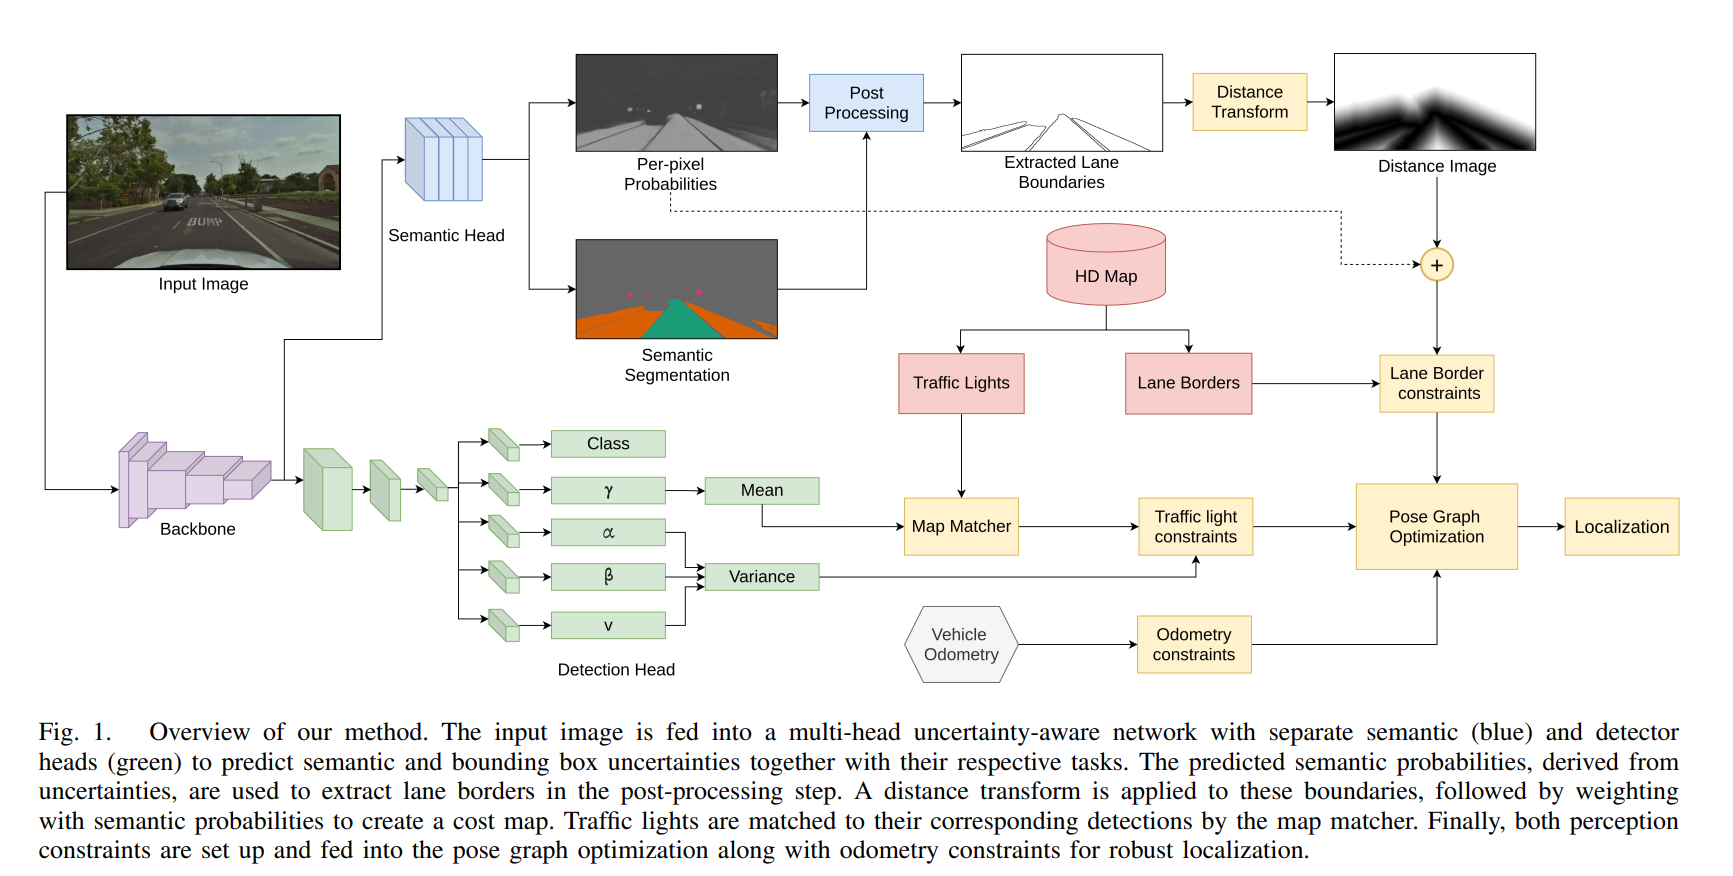 Input Image
BUMP
Semantic Head
Per-pixel
Probabilities
Post
Processing
Extracted Lane
Boundaries
Distance
Transform
Distance Image
Semantic
Segmentation
HD Map
+
Traffic Lights
Lane Borders
Lane Border
constraints
Backbone
Class
γ
Mean
α
β
Variance
v
Detection Head
Map Matcher
Traffic light
constraints
Pose Graph
Optimization
Localization
Vehicle
Odometry
Odometry
constraints
Fig. 1. Overview of our method. The input image is fed into a multi-head uncertainty-aware network with separate semantic (blue) and detector
heads (green) to predict semantic and bounding box uncertainties together with their respective tasks. The predicted semantic probabilities, derived from
uncertainties, are used to extract lane borders in the post-processing step. A distance transform is applied to these boundaries, followed by weighting
with semantic probabilities to create a cost map. Traffic lights are matched to their corresponding detections by the map matcher. Finally, both perception
constraints are set up and fed into the pose graph optimization along with odometry constraints for robust localization.